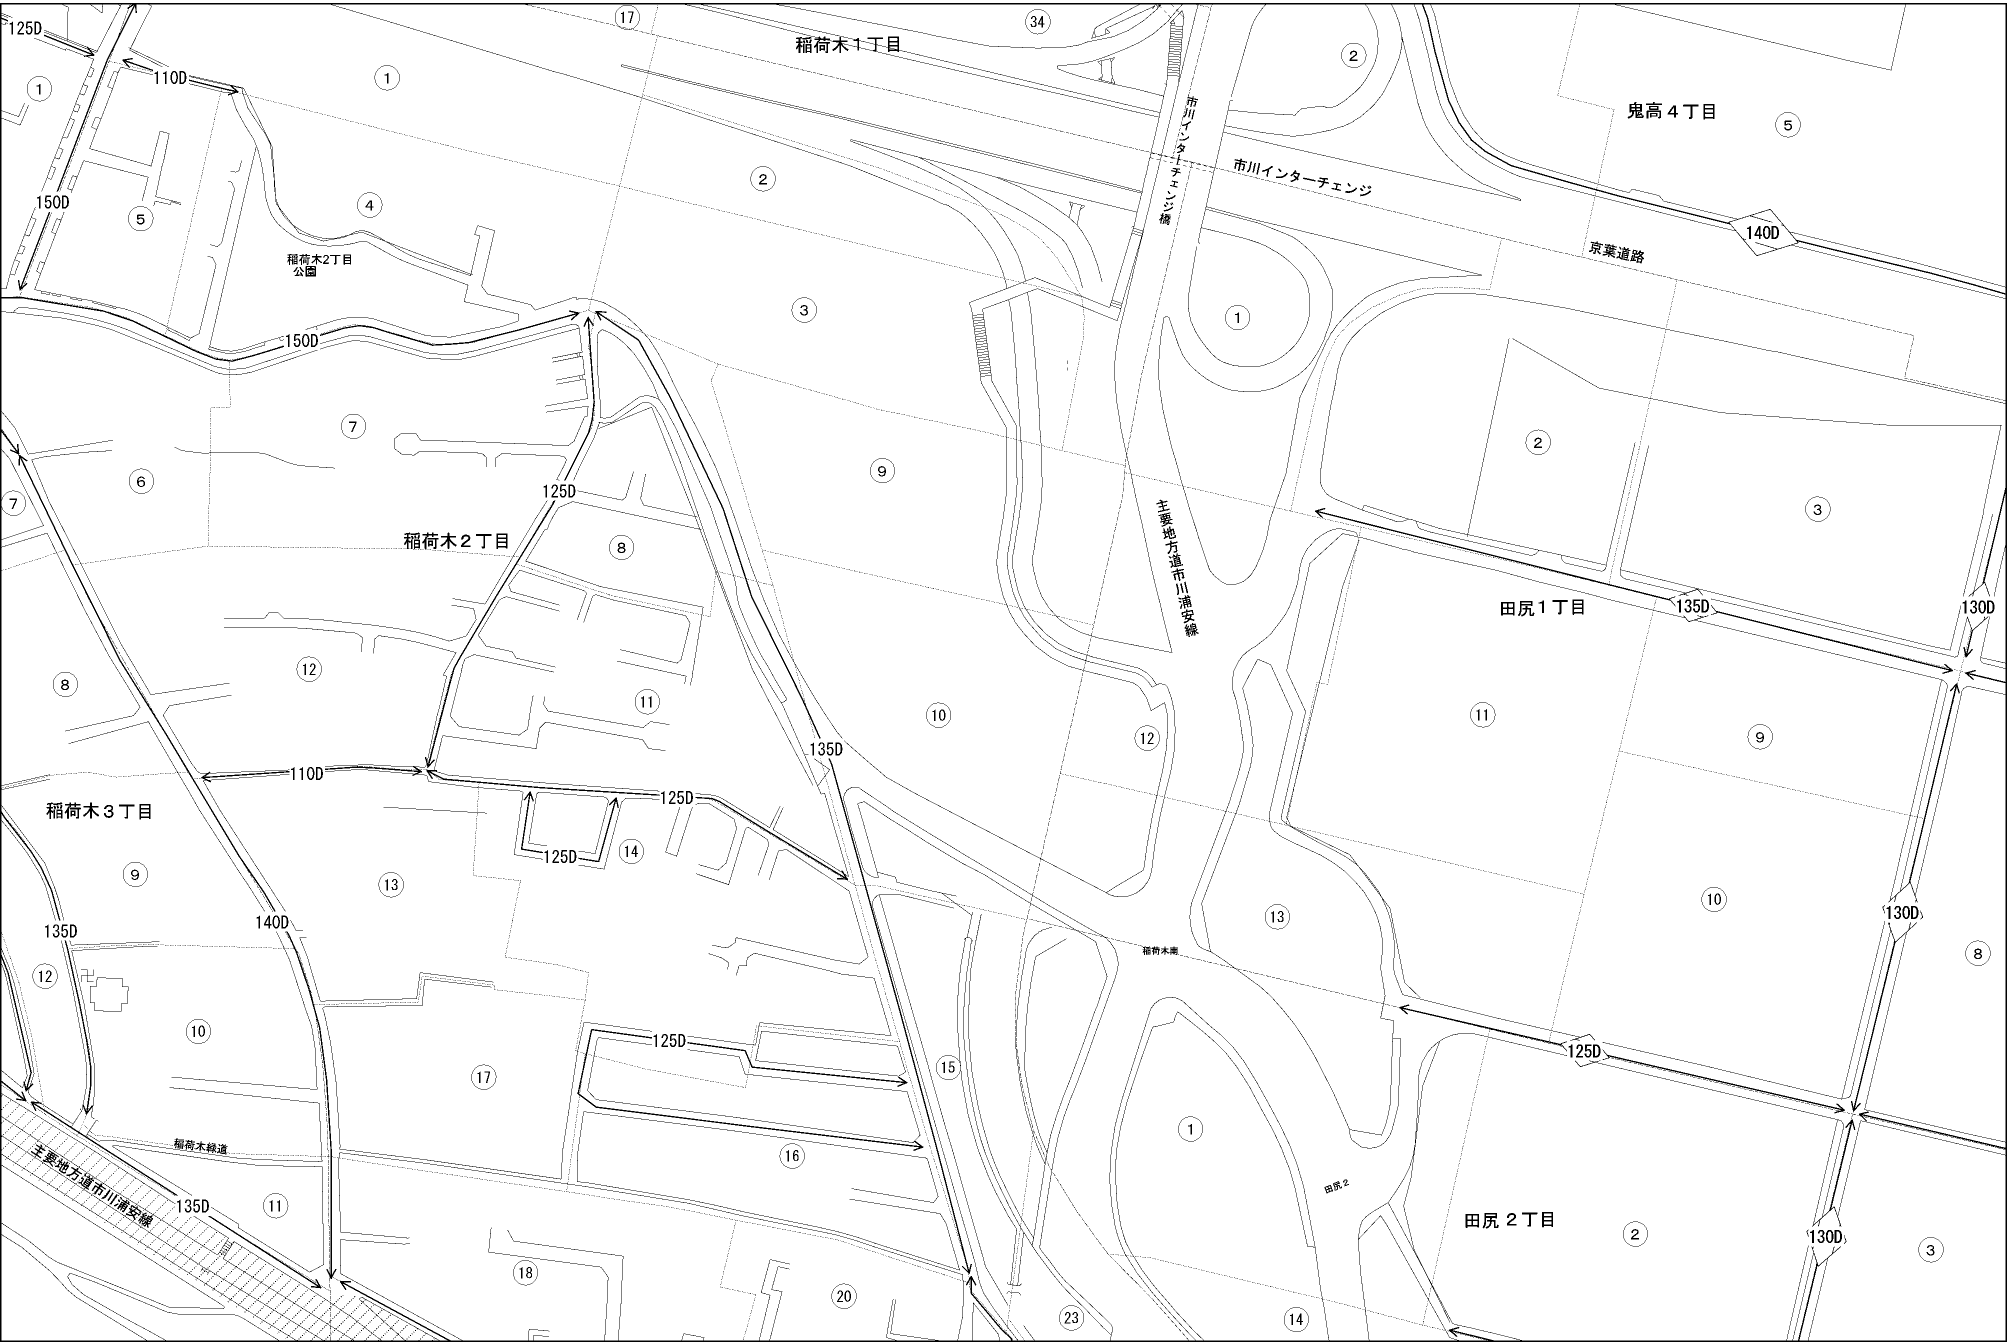 125D
17
34
稲荷木１丁目
2
110D
1
1
鬼高４丁目
5
市川インターチェンジ橋
市川インターチェンジ
2
150D
5
4
140D
京葉道路
稲荷木2丁目
公園
3
1
150D
7
2
6
9
7
125D
3
主要地方道市川浦安線
稲荷木２丁目
8
田尻１丁目
135D
130D
12
8
11
10
12
11
9
135D
110D
125D
稲荷木３丁目
125D
14
9
13
10
13
130D
140D
135D
稲荷木南
8
12
10
125D
125D
15
17
1
稲荷木緑道
16
主要地方道市川浦安線
田尻２
135D
11
田尻２丁目
2
130D
3
18
20
23
14